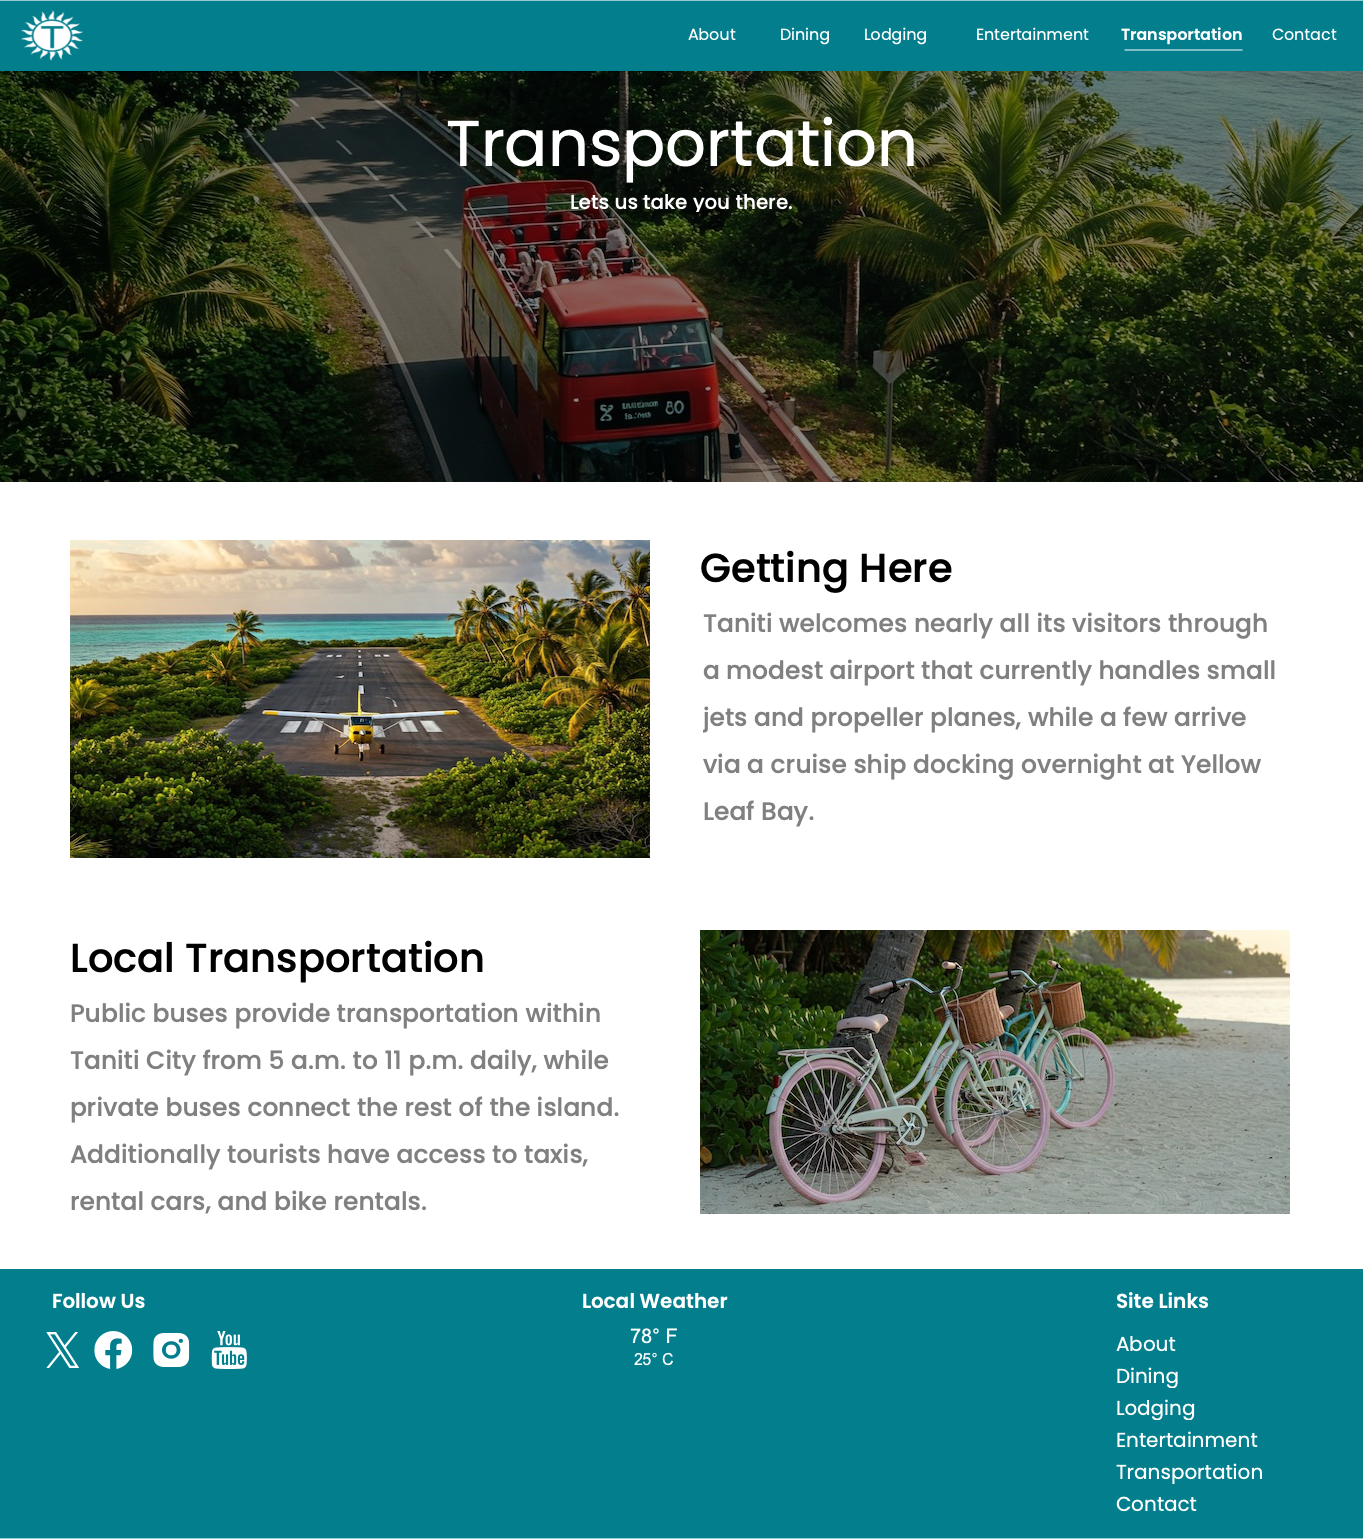 T
About Dining Lodging Entertainment Transportation Contact
Transportation
Lets us take you there.
80
Getting Here
Taniti welcomes nearly all its visitors through
a modest airport that currently handles small
jets and propeller planes, while a few arrive
via a cruise ship docking overnight at Yellow
Leaf Bay.
Local Transportation
Public buses provide transportation within
Taniti City from 5 a.m. to 11 p.m. daily, while
private buses connect the rest of the island.
Additionally tourists have access to taxis,
rental cars, and bike rentals.
Follow Us
You
Tube
Local Weather
78° F
25° C
Site Links
About
Dining
Lodging
Entertainment
Transportation
Contact